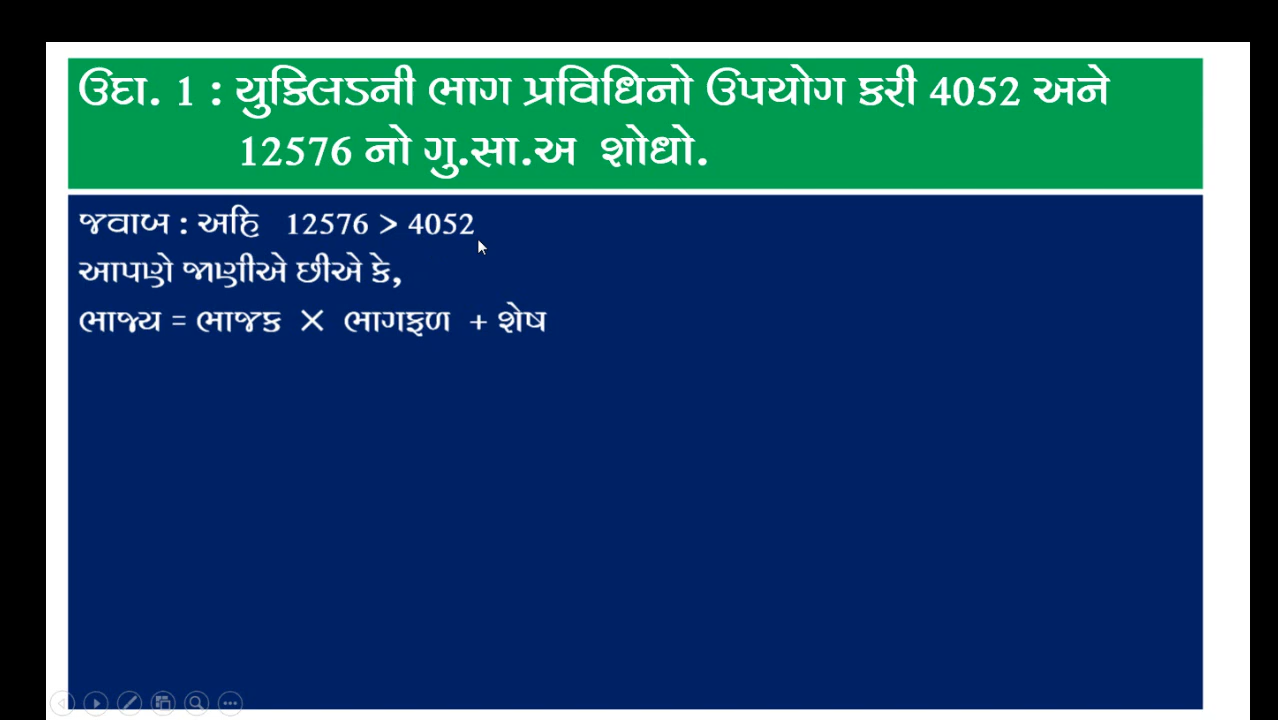 ઉદા. 1 : યુક્લિડની ભાગ પ્રવિધિનો ઉપયોગ કરી 4052 અને
12576 નો ગુ.સા.અ શોધો.
જવાબ : અહિ 12576 > 4052
આપણે જાણીએ છીએ કે,
ભાજ્ય = ભાજક × ભાગફળ + શેષ